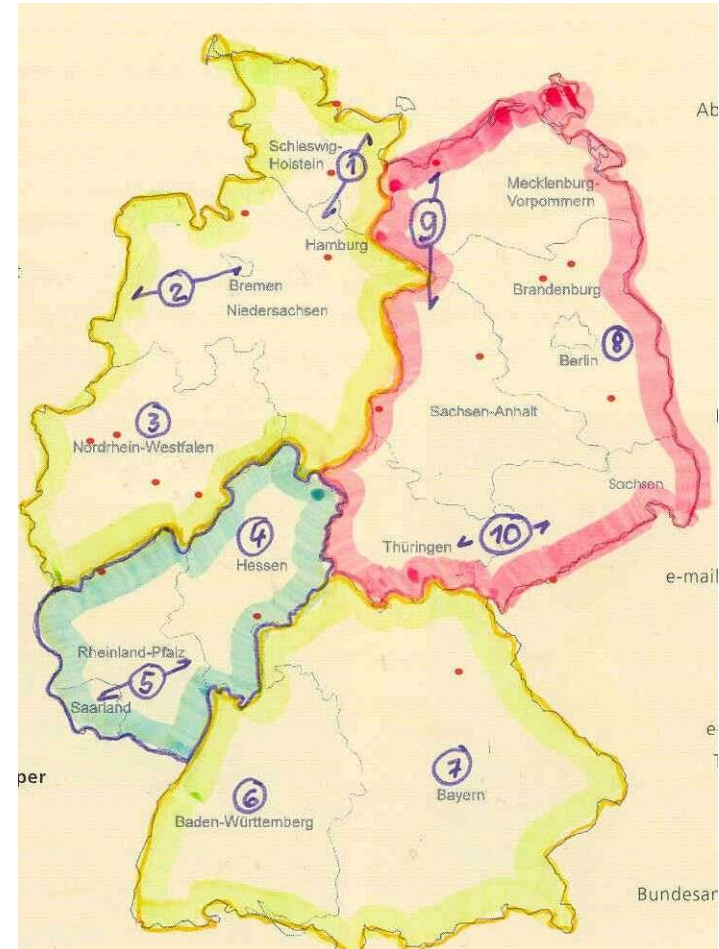 Ab
Schleswig-
Holstein
1
Mecklenburg-
Vorpommern
9
Hamburg
2
Bremen
Niedersachsen
Brandenburg
8
Berlin
3
Nordrhein-Westfalen
Sachsen-Anhalt
Sachsen
4
Hessen
10
Thüringen
e-mail
Rheinland-Pfalz
5
Saarland
e-
T
per
7
Bayern
6
Baden-Württemberg
Bundesan